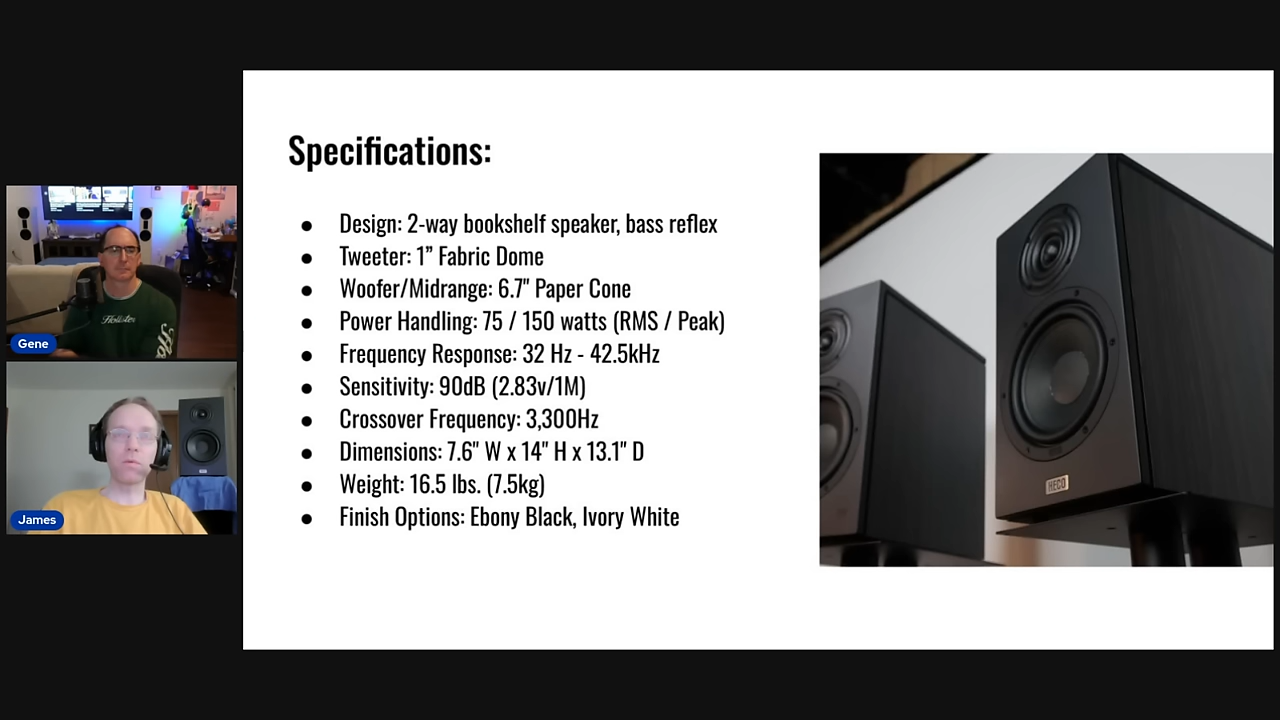 Specifications:
● Design: 2-way bookshelf speaker, bass reflex
● Tweeter: 1” Fabric Dome
● Woofer/Midrange: 6.7" Paper Cone
● Power Handling: 75 / 150 watts (RMS / Peak)
● Frequency Response: 32 Hz - 42.5kHz
● Sensitivity: 90dB (2.83v/1M)
● Crossover Frequency: 3,300Hz
● Dimensions: 7.6" W x 14" H x 13.1" D
● Weight: 16.5 lbs. (7.5kg)
● Finish Options: Ebony Black, Ivory White
HECO
Hollister
Gene
James